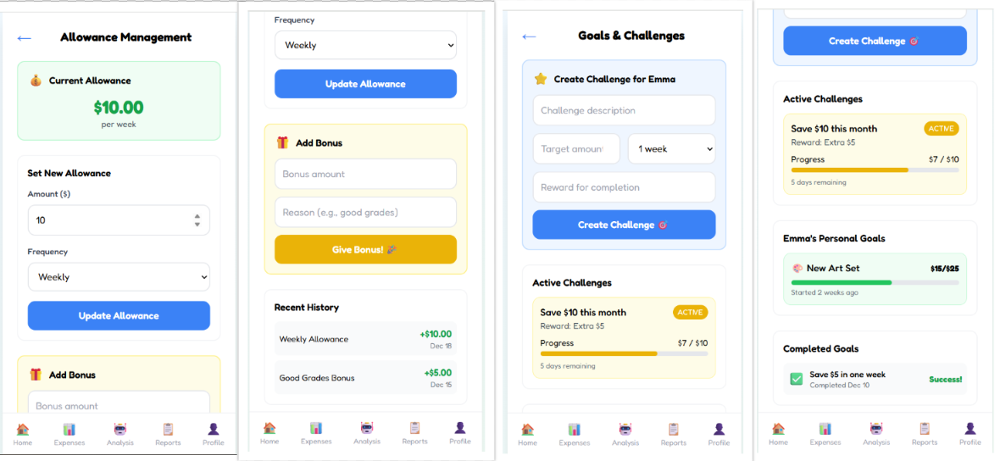 Allowance Management
Current Allowance
$10.00
per week
Set New Allowance
Amount ($)
10
Frequency
Weekly
Update Allowance
Add Bonus
Bonus amount
Home Expenses Analysis Reports Profile
Frequency
Weekly
Update Allowance
Add Bonus
Bonus amount
Reason (e.g., good grades)
Give Bonus!
Recent History
Weekly Allowance +$10.00
Dec 18
Good Grades Bonus +$5.00
Dec 15
Home Expenses Analysis Reports Profile
Goals & Challenges
Create Challenge for Emma
Challenge description
Target amount 1 week
Reward for completion
Create Challenge
Active Challenges
Save $10 this month ACTIVE
Reward: Extra $5
Progress $7 / $10
5 days remaining
Home Expenses Analysis Reports Profile
Create Challenge
Active Challenges
Save $10 this month ACTIVE
Reward: Extra $5
Progress $7 / $10
5 days remaining
Emma's Personal Goals
New Art Set $15/$25
Started 2 weeks ago
Completed Goals
Save $5 in one week Success!
Completed Dec 10
Home Expenses Analysis Reports Profile